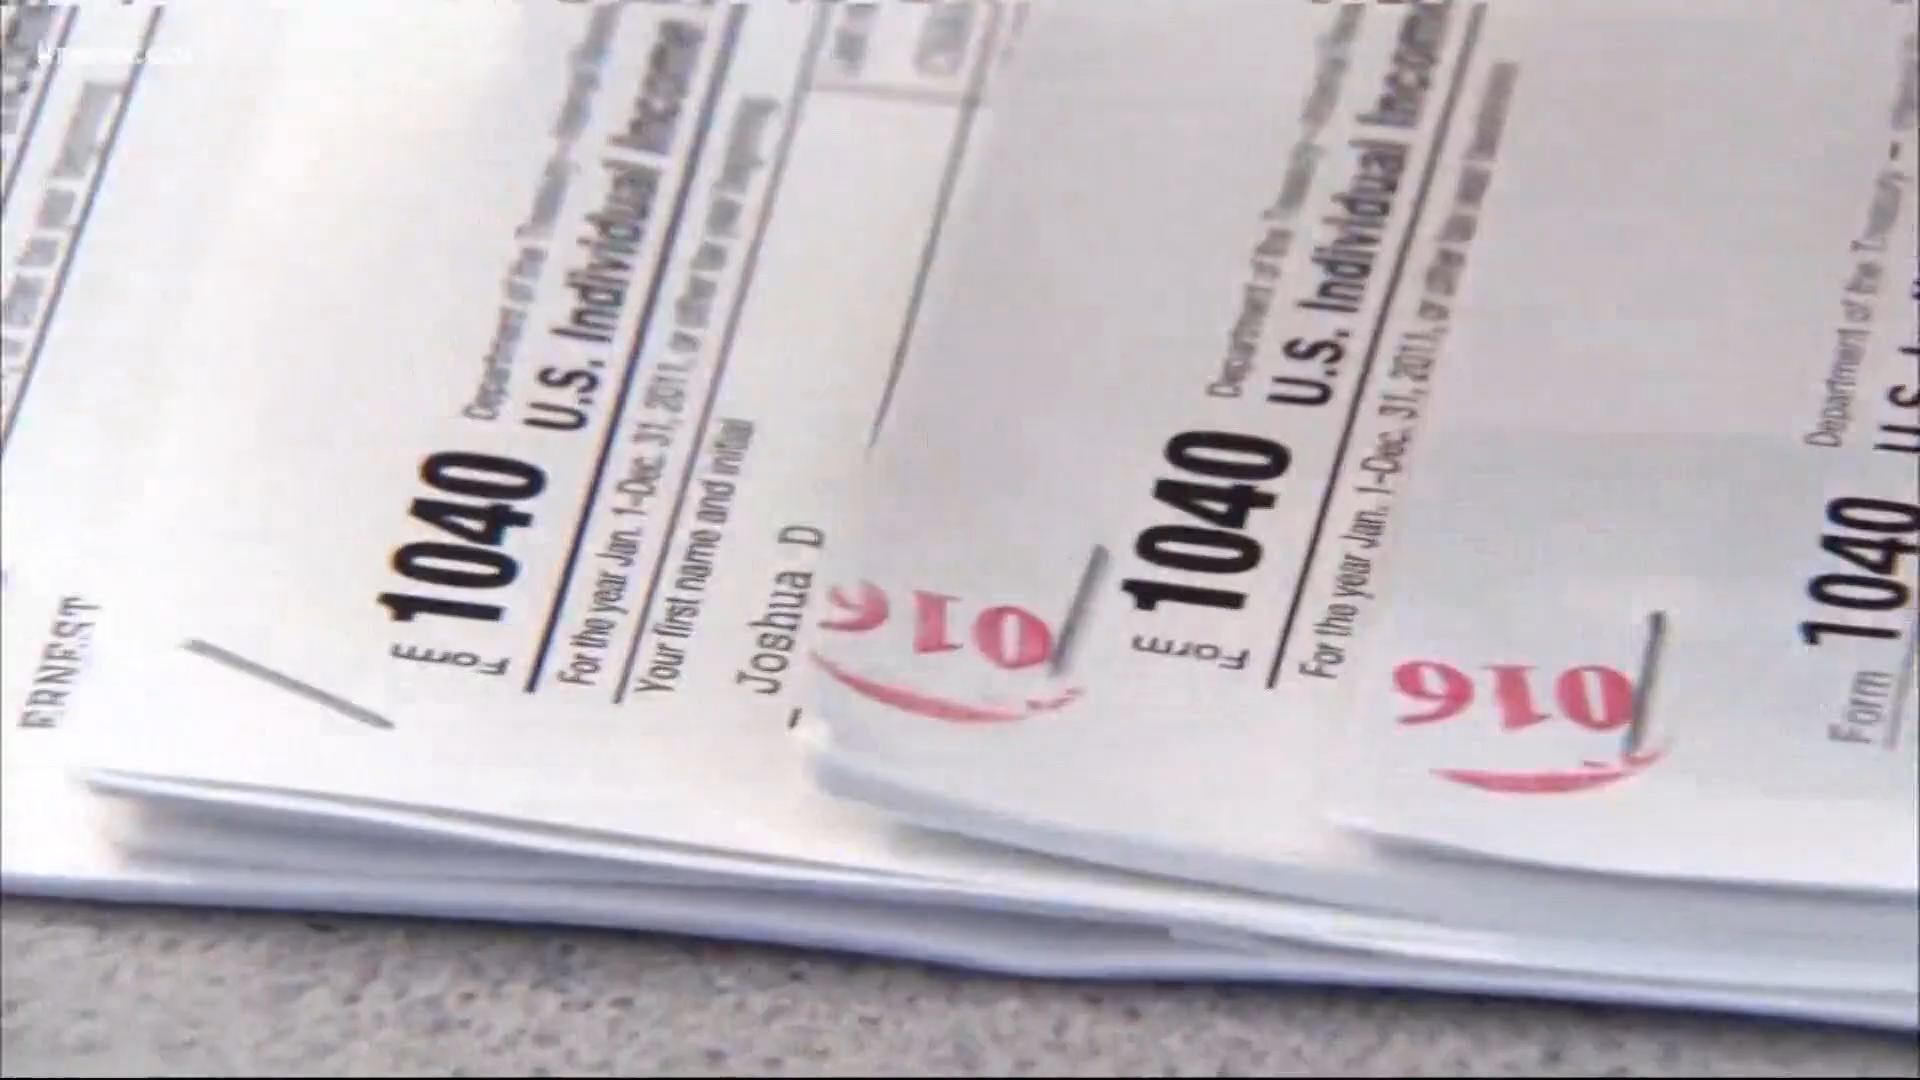 ERNEST
Form 1040
Department of the Treasury
U.S. Individual Income
For the year Jan. 1-Dec. 31, 2011, or other tax year beginning
Your first name and initial
Joshua D
016
Form 1040
Department of the Treasury
U.S. Individual Income
For the year Jan. 1-Dec. 31, 2011, or other tax year beginning
016
Form 1040
Department of the Treasury -
U.S.